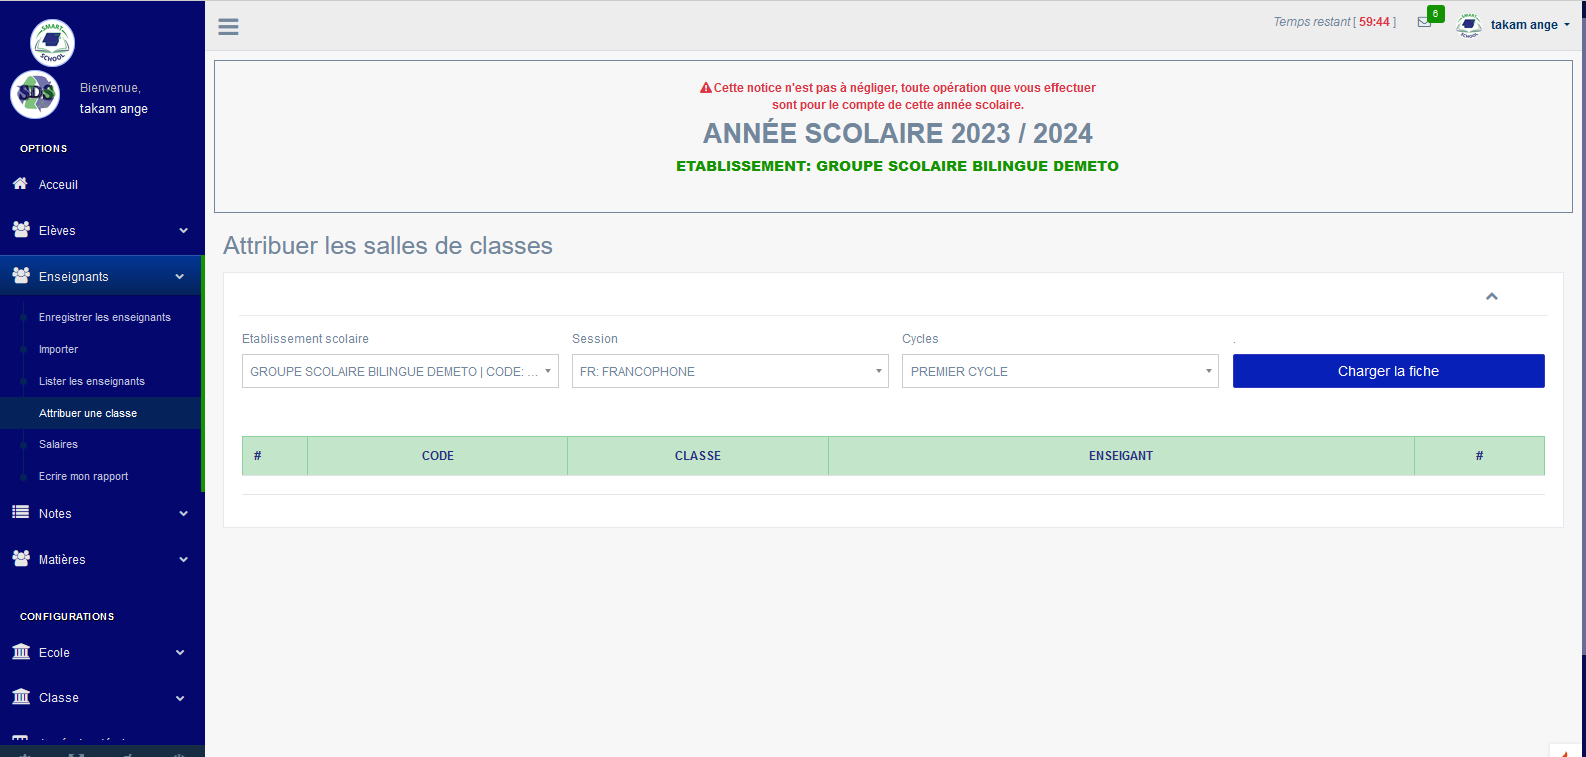 SMART
SCHOOL
SDS
Bienvenue,
takam ange
OPTIONS
Acceuil
Elèves
Enseignants
Enregistrer les enseignants
Importer
Lister les enseignants
Attribuer une classe
Salaires
Ecrire mon rapport
Notes
Matières
CONFIGURATIONS
Ecole
Classe
Temps restant [ 59:44 ]
6
takam ange
Cette notice n'est pas à négliger, toute opération que vous effectuer
sont pour le compte de cette année scolaire.
ANNÉE SCOLAIRE 2023 / 2024
ETABLISSEMENT: GROUPE SCOLAIRE BILINGUE DEMETO
Attribuer les salles de classes
Etablissement scolaire
Session
Cycles
.
GROUPE SCOLAIRE BILINGUE DEMETO | CODE: ...
FR: FRANCOPHONE
PREMIER CYCLE
Charger la fiche
# CODE CLASSE ENSEIGANT #